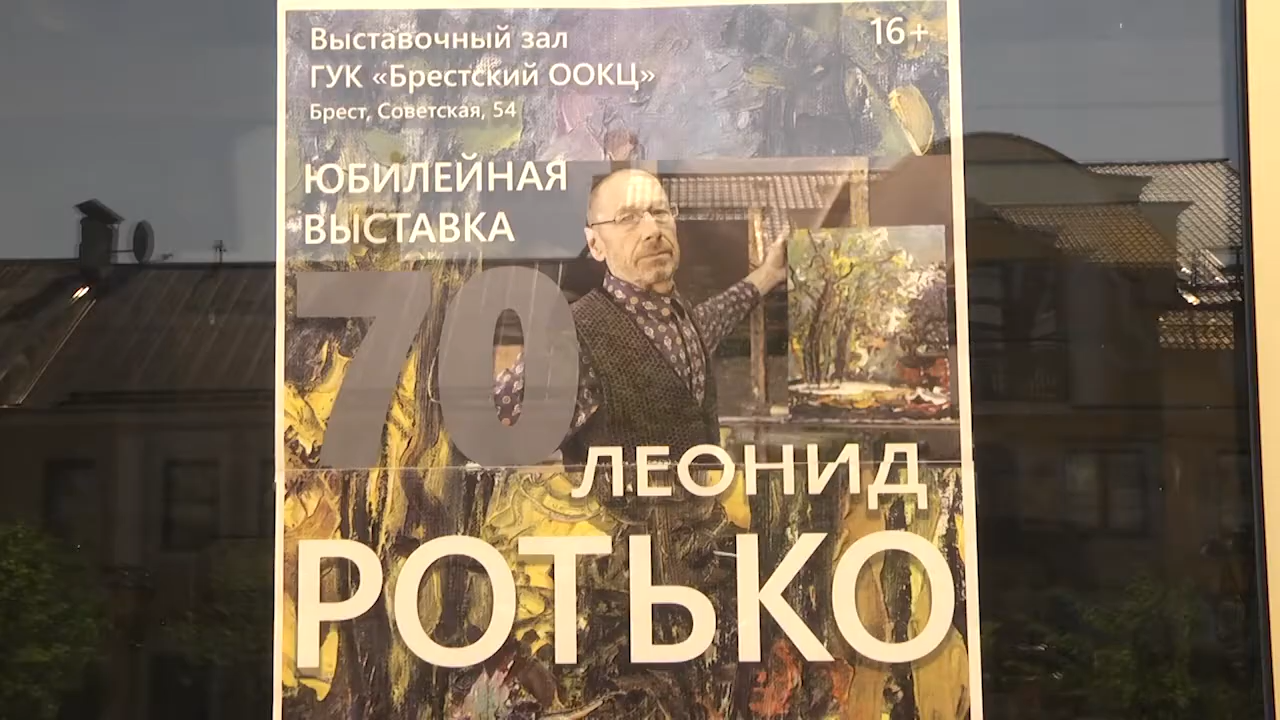 Выставочный зал
ГУК «Брестский ООКЦ»
Брест, Советская, 54
16+
ЮБИЛЕЙНАЯ
ВЫСТАВКА
70
ЛЕОНИД
РОТЬКО